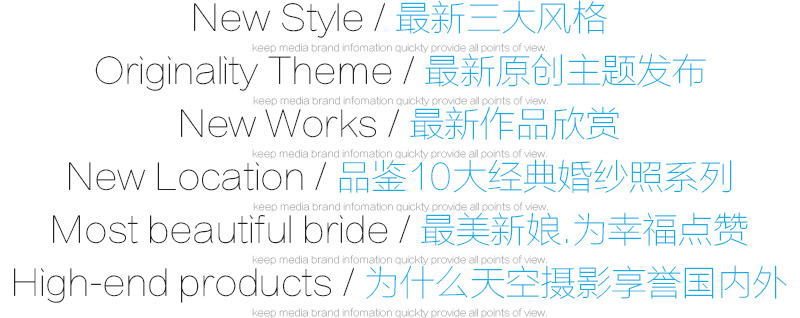 New Style / 最新三大风格
keep media brand infomation quickty provide all points of view.
Originality Theme / 最新原创主题发布
keep media brand infomation quickty provide all points of view.
New Works / 最新作品欣赏
keep media brand infomation quickty provide all points of view.
New Location / 品鉴10大经典婚纱照系列
keep media brand infomation quickty provide all points of view.
Most beautiful bride / 最美新娘.为幸福点赞
keep media brand infomation quickty provide all points of view.
High-end products / 为什么天空摄影享誉国内外
keep media brand infomation quickty provide all points of view.